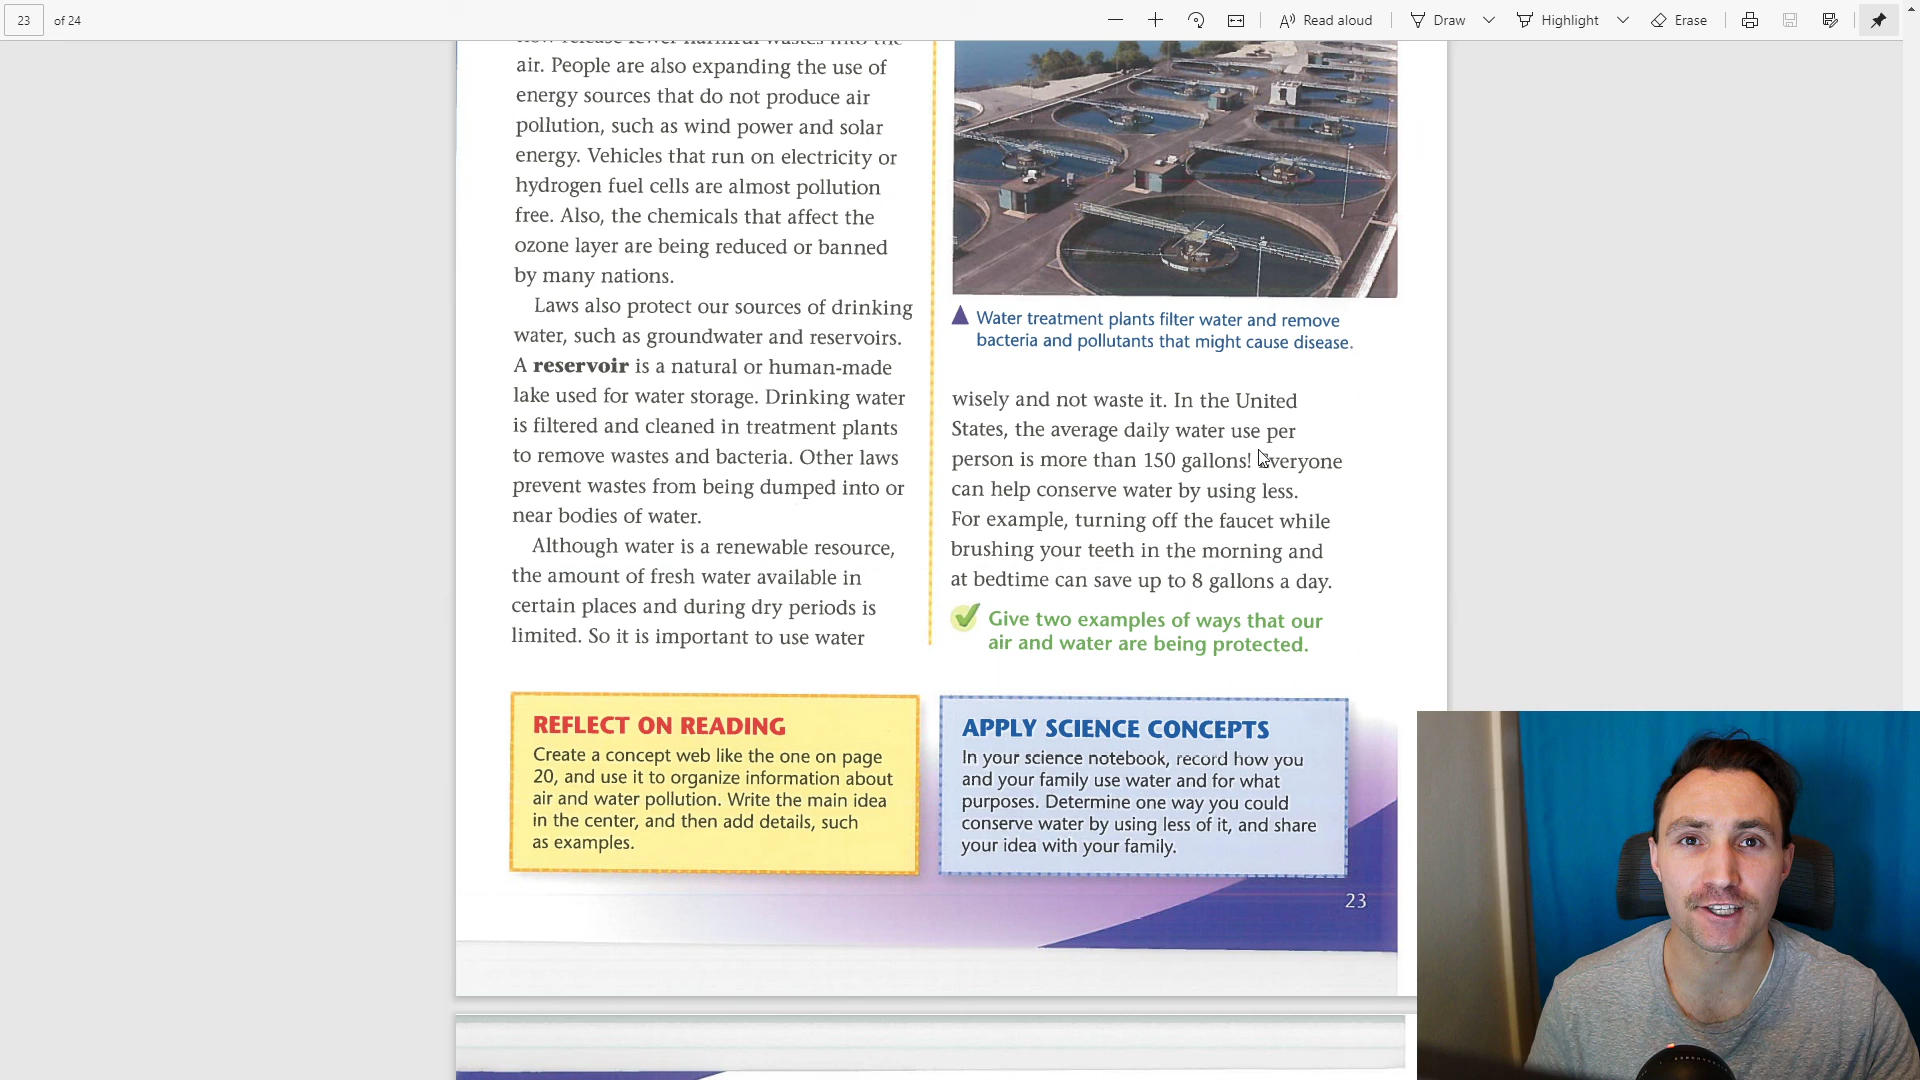 23 of 24
Read aloud
Draw
Highlight
Erase
now release fewer harmful wastes into the
air. People are also expanding the use of
energy sources that do not produce air
pollution, such as wind power and solar
energy. Vehicles that run on electricity or
hydrogen fuel cells are almost pollution
free. Also, the chemicals that affect the
ozone layer are being reduced or banned
by many nations.
Laws also protect our sources of drinking
water, such as groundwater and reservoirs.
A reservoir is a natural or human-made
lake used for water storage. Drinking water
is filtered and cleaned in treatment plants
to remove wastes and bacteria. Other laws
prevent wastes from being dumped into or
near bodies of water.
Although water is a renewable resource,
the amount of fresh water available in
certain places and during dry periods is
limited. So it is important to use water
Water treatment plants filter water and remove
bacteria and pollutants that might cause disease.
wisely and not waste it. In the United
States, the average daily water use per
person is more than 150 gallons! Everyone
can help conserve water by using less.
For example, turning off the faucet while
brushing your teeth in the morning and
at bedtime can save up to 8 gallons a day.
Give two examples of ways that our
air and water are being protected.
REFLECT ON READING
Create a concept web like the one on page
20, and use it to organize information about
air and water pollution. Write the main idea
in the center, and then add details, such
as examples.
APPLY SCIENCE CONCEPTS
In your science notebook, record how you
and your family use water and for what
purposes. Determine one way you could
conserve water by using less of it, and share
your idea with your family.
23